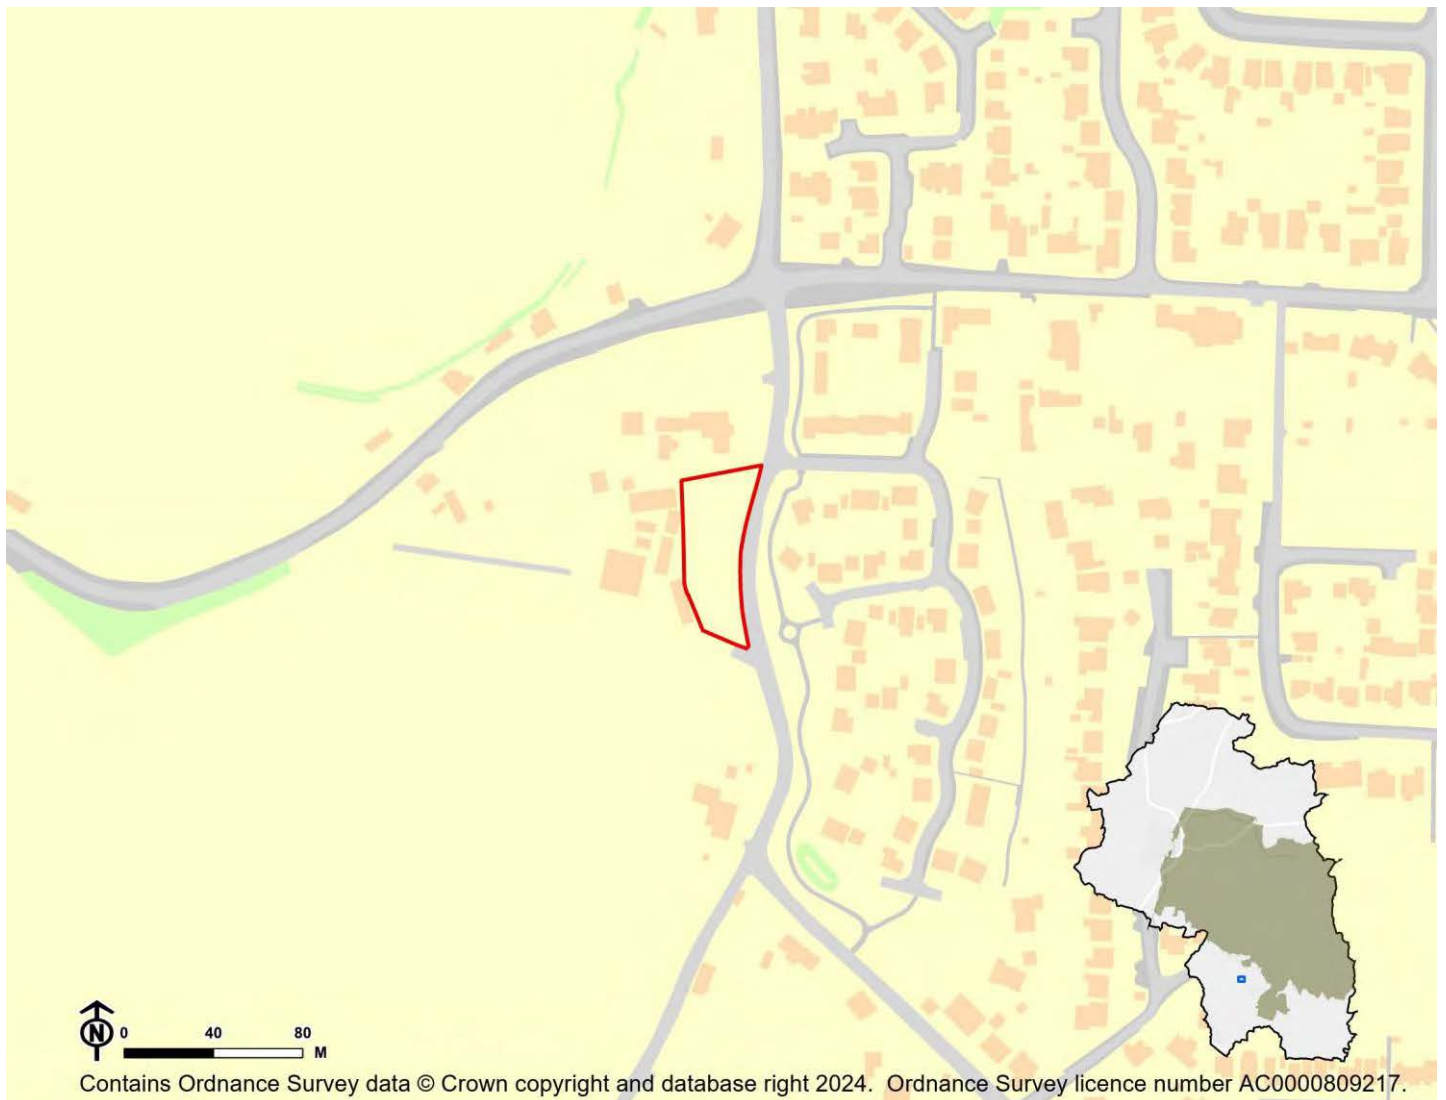 N
0 40 80
M
Contains Ordnance Survey data © Crown copyright and database right 2024. Ordnance Survey licence number AC0000809217.